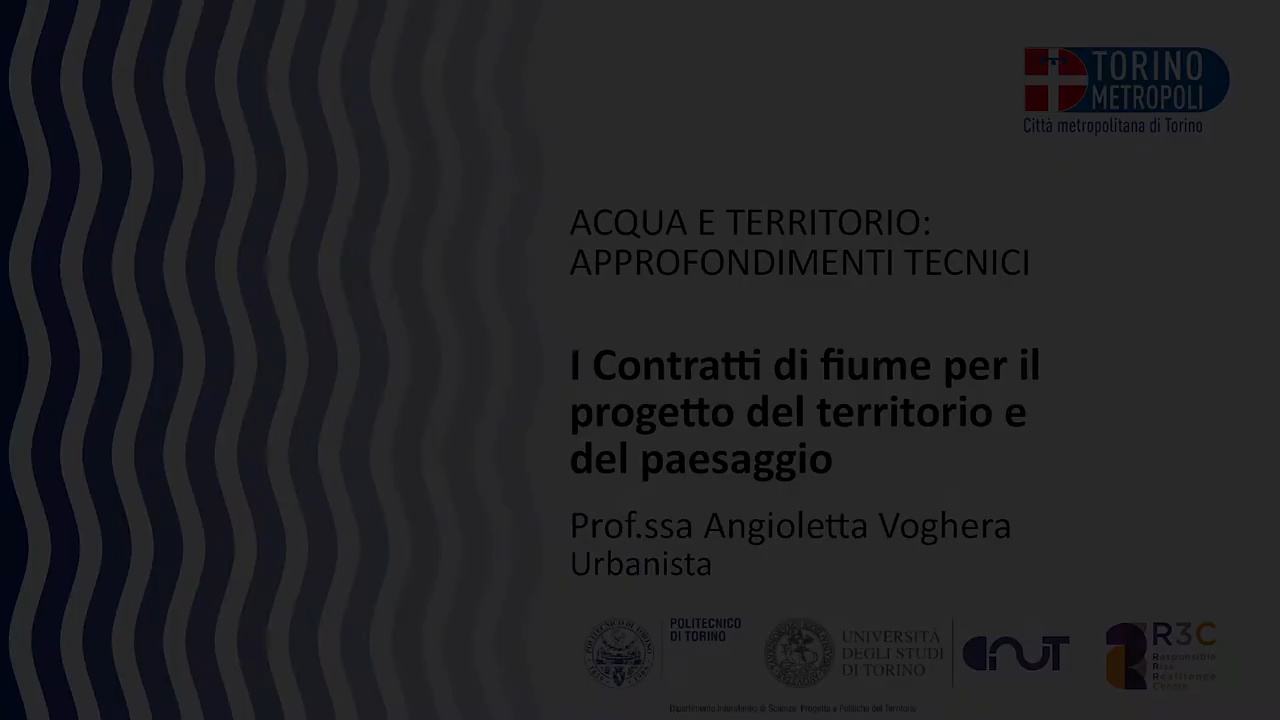 TORINO
METROPOLI
Città metropolitana di Torino
ACQUA E TERRITORIO:
APPROFONDIMENTI TECNICI
I Contratti di fiume per il
progetto del territorio e
del paesaggio
Prof.ssa Angioletta Voghera
Urbanista
POLITECNICO
DI TORINO
UNIVERSITÀ
DEGLI STUDI
DI TORINO
R3C
Responsible
Risk
Resilience
Centre
Dipartimento Interateneo di Scienze, Progetto e Politiche del Territorio